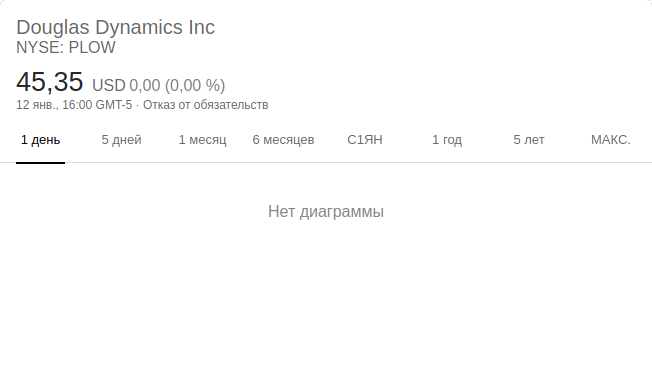 Douglas Dynamics Inc
NYSE: PLOW
45,35 USD 0,00 (0,00 %)
12 янв., 16:00 GMT-5 · Отказ от обязательств
1 день 5 дней 1 месяц 6 месяцев С1ЯН 1 год 5 лет МАКС.
Нет диаграммы